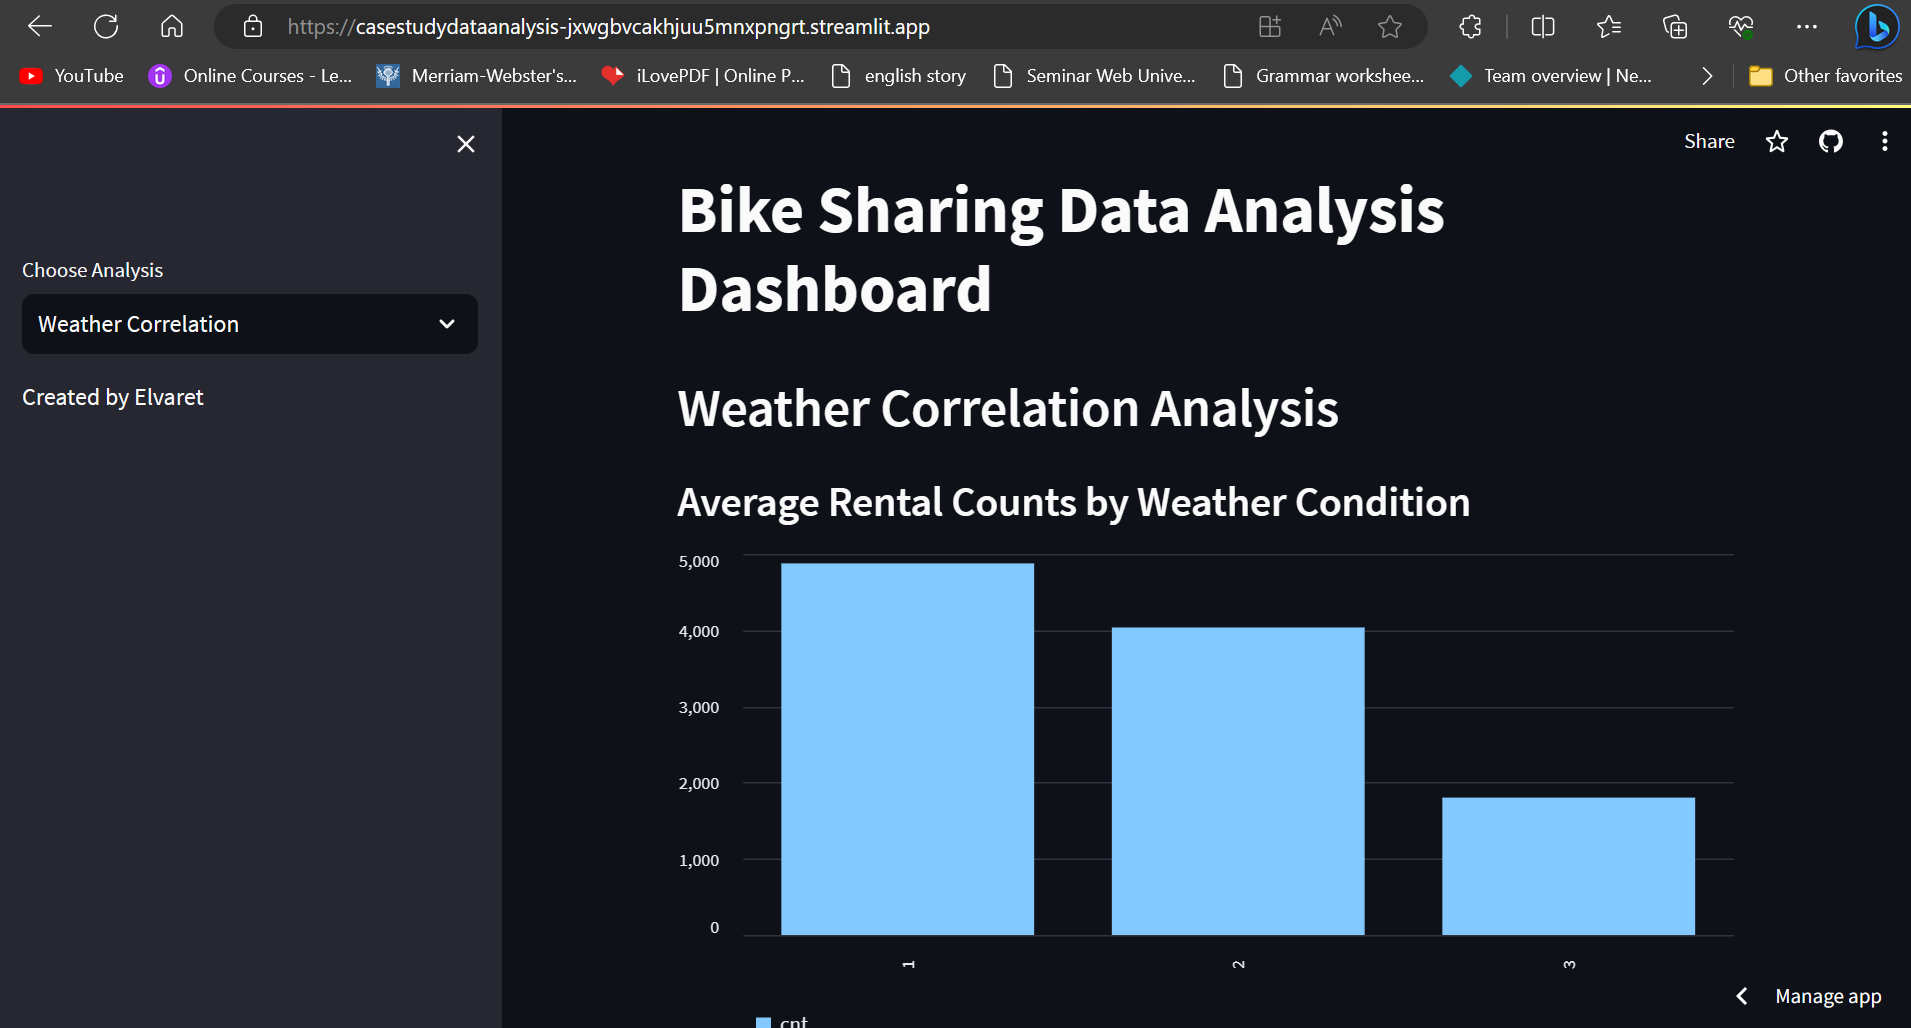 https://casestudydataanalysis-jxwgbvcakhjuu5mnxpngrt.streamlit.app
YouTube
Online Courses - Le...
Merriam-Webster's...
iLovePDF | Online P...
english story
Seminar Web Unive...
Grammar workshee...
Team overview | Ne...
Other favorites
Share
Choose Analysis
Weather Correlation
Created by Elvaret
Bike Sharing Data Analysis
Dashboard
Weather Correlation Analysis
Average Rental Counts by Weather Condition
5,000
4,000
3,000
2,000
1,000
0
1
2
3
cnt
Manage app